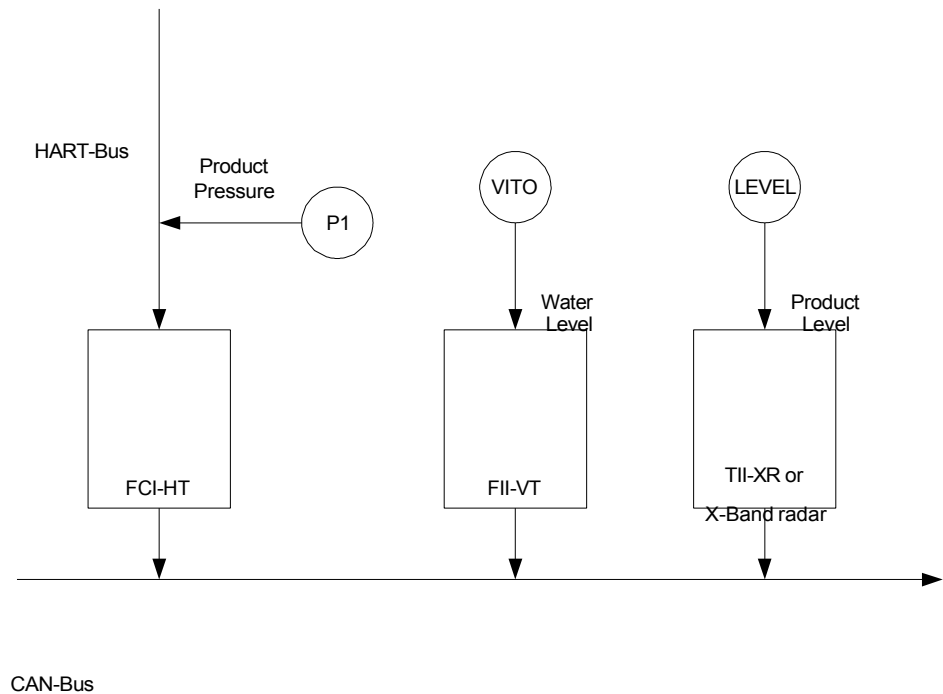 HART-Bus
Product
Pressure
P1
VITO
LEVEL
Water
Level
Product
Level
FCI-HT
FII-VT
TII-XR or
X-Band radar
CAN-Bus